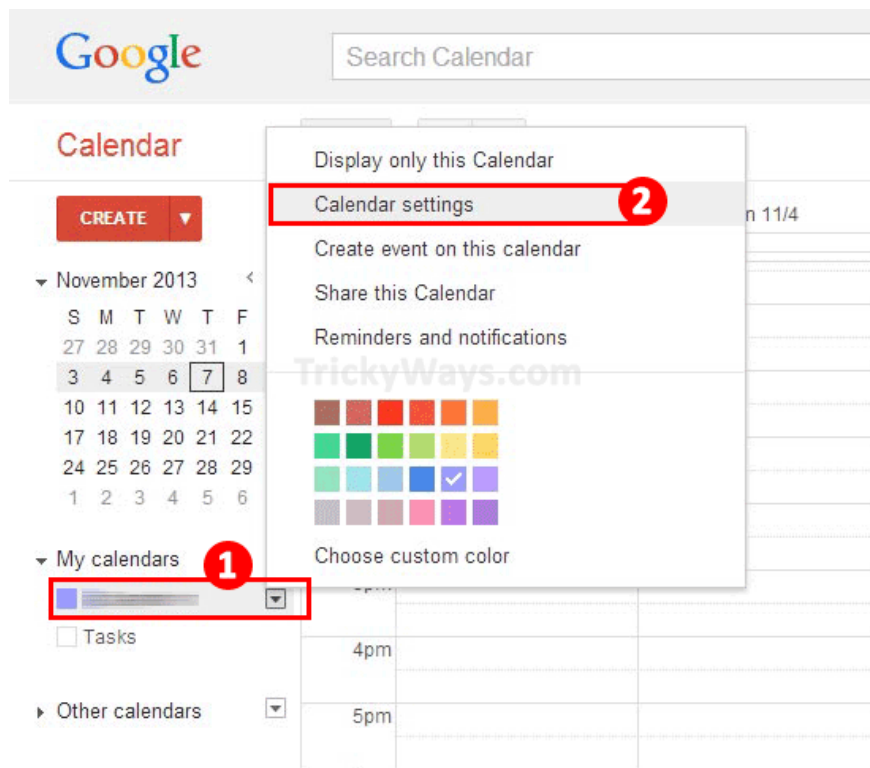 Google
Search Calendar
Calendar
CREATE
Display only this Calendar
Calendar settings
2
n 11/4
Create event on this calendar
Share this Calendar
Reminders and notifications
TrickyWays.com
November 2013
S M T W T F
27 28 29 30 31 1
3 4 5 6 7 8
10 11 12 13 14 15
17 18 19 20 21 22
24 25 26 27 28 29
1 2 3 4 5 6
Choose custom color
My calendars
1
Tasks
4pm
Other calendars
5pm